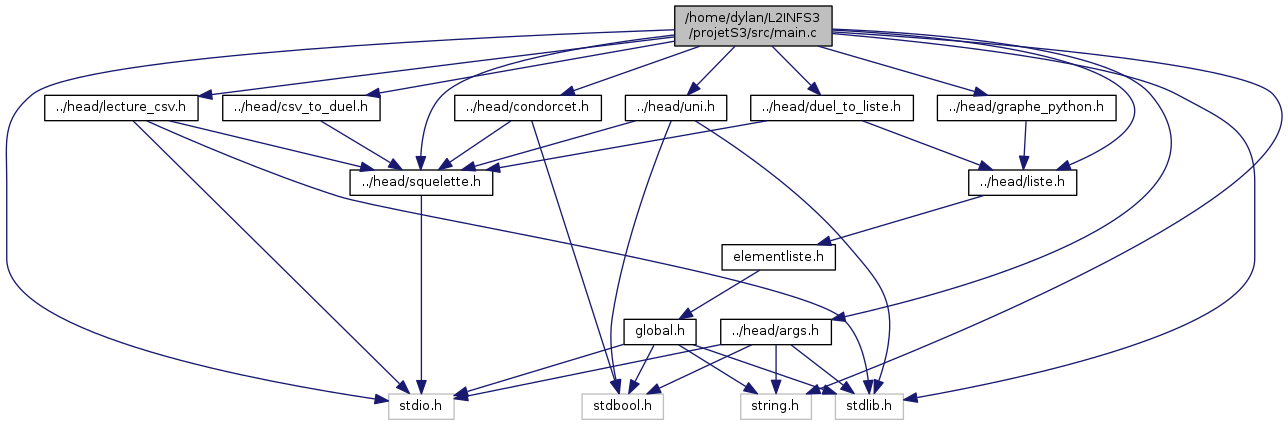 /home/dylan/L2INFS3
/projetS3/src/main.c
../head/lecture_csv.h
../head/csv_to_duel.h
../head/condorcet.h
../head/uni.h
../head/duel_to_liste.h
../head/graphe_python.h
../head/squelette.h
../head/liste.h
elementliste.h
global.h
../head/args.h
stdio.h
stdbool.h
string.h
stdlib.h